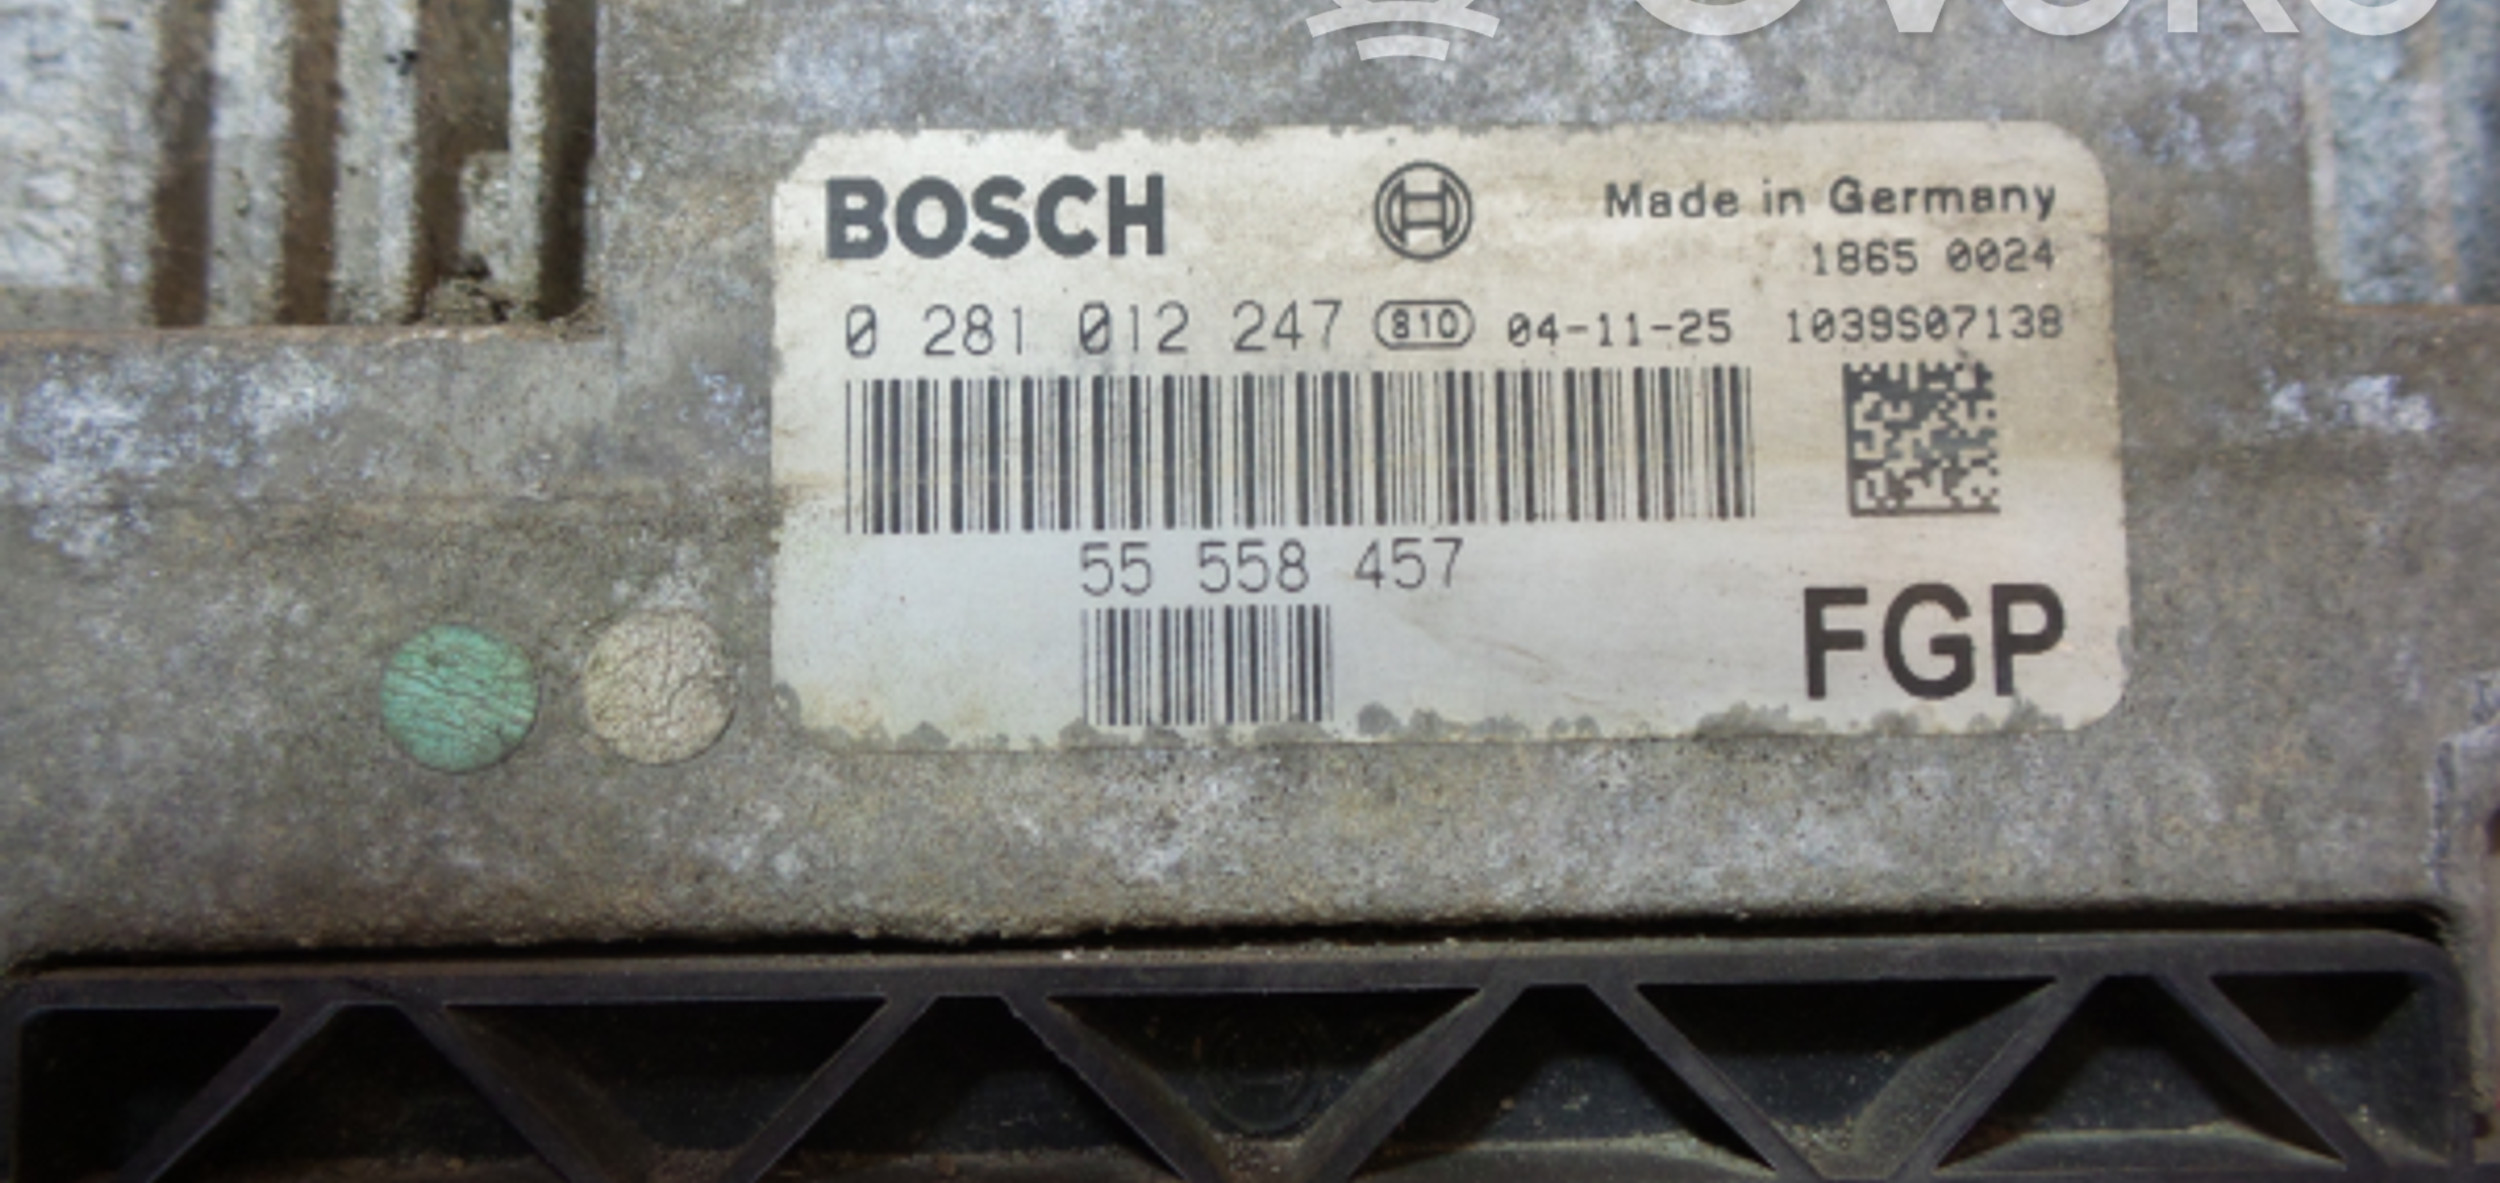 BOSCH
Made in Germany
1865 0024
0 281 012 247 810 04-11-25 1039S07138
55 558 457
FGP